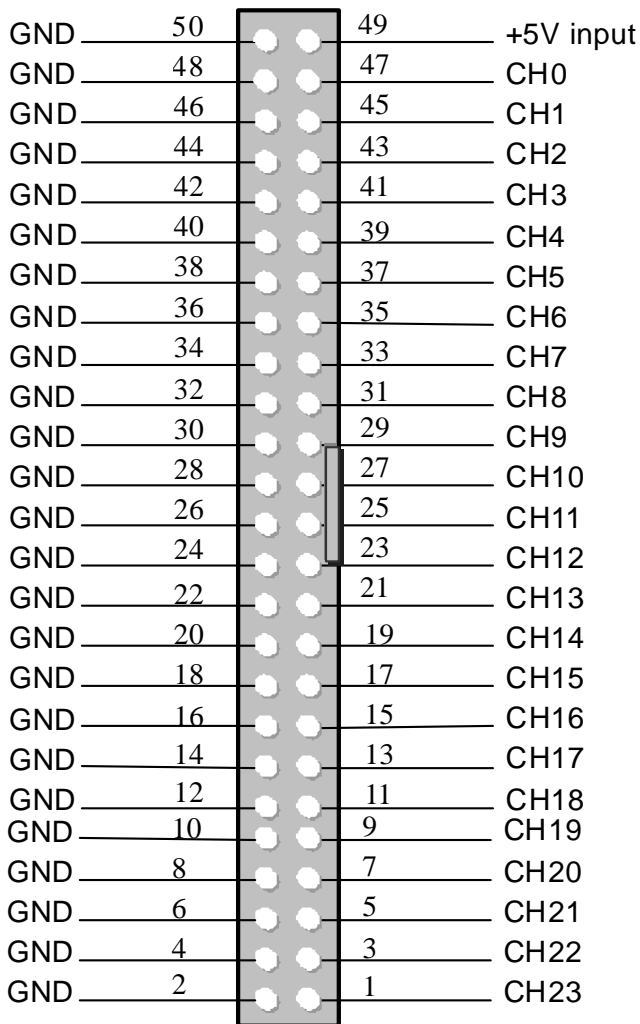 GND 50 49 +5V input
GND 48 47 CH0
GND 46 45 CH1
GND 44 43 CH2
GND 42 41 CH3
GND 40 39 CH4
GND 38 37 CH5
GND 36 35 CH6
GND 34 33 CH7
GND 32 31 CH8
GND 30 29 CH9
GND 28 27 CH10
GND 26 25 CH11
GND 24 23 CH12
GND 22 21 CH13
GND 20 19 CH14
GND 18 17 CH15
GND 16 15 CH16
GND 14 13 CH17
GND 12 11 CH18
GND 10 9 CH19
GND 8 7 CH20
GND 6 5 CH21
GND 4 3 CH22
GND 2 1 CH23